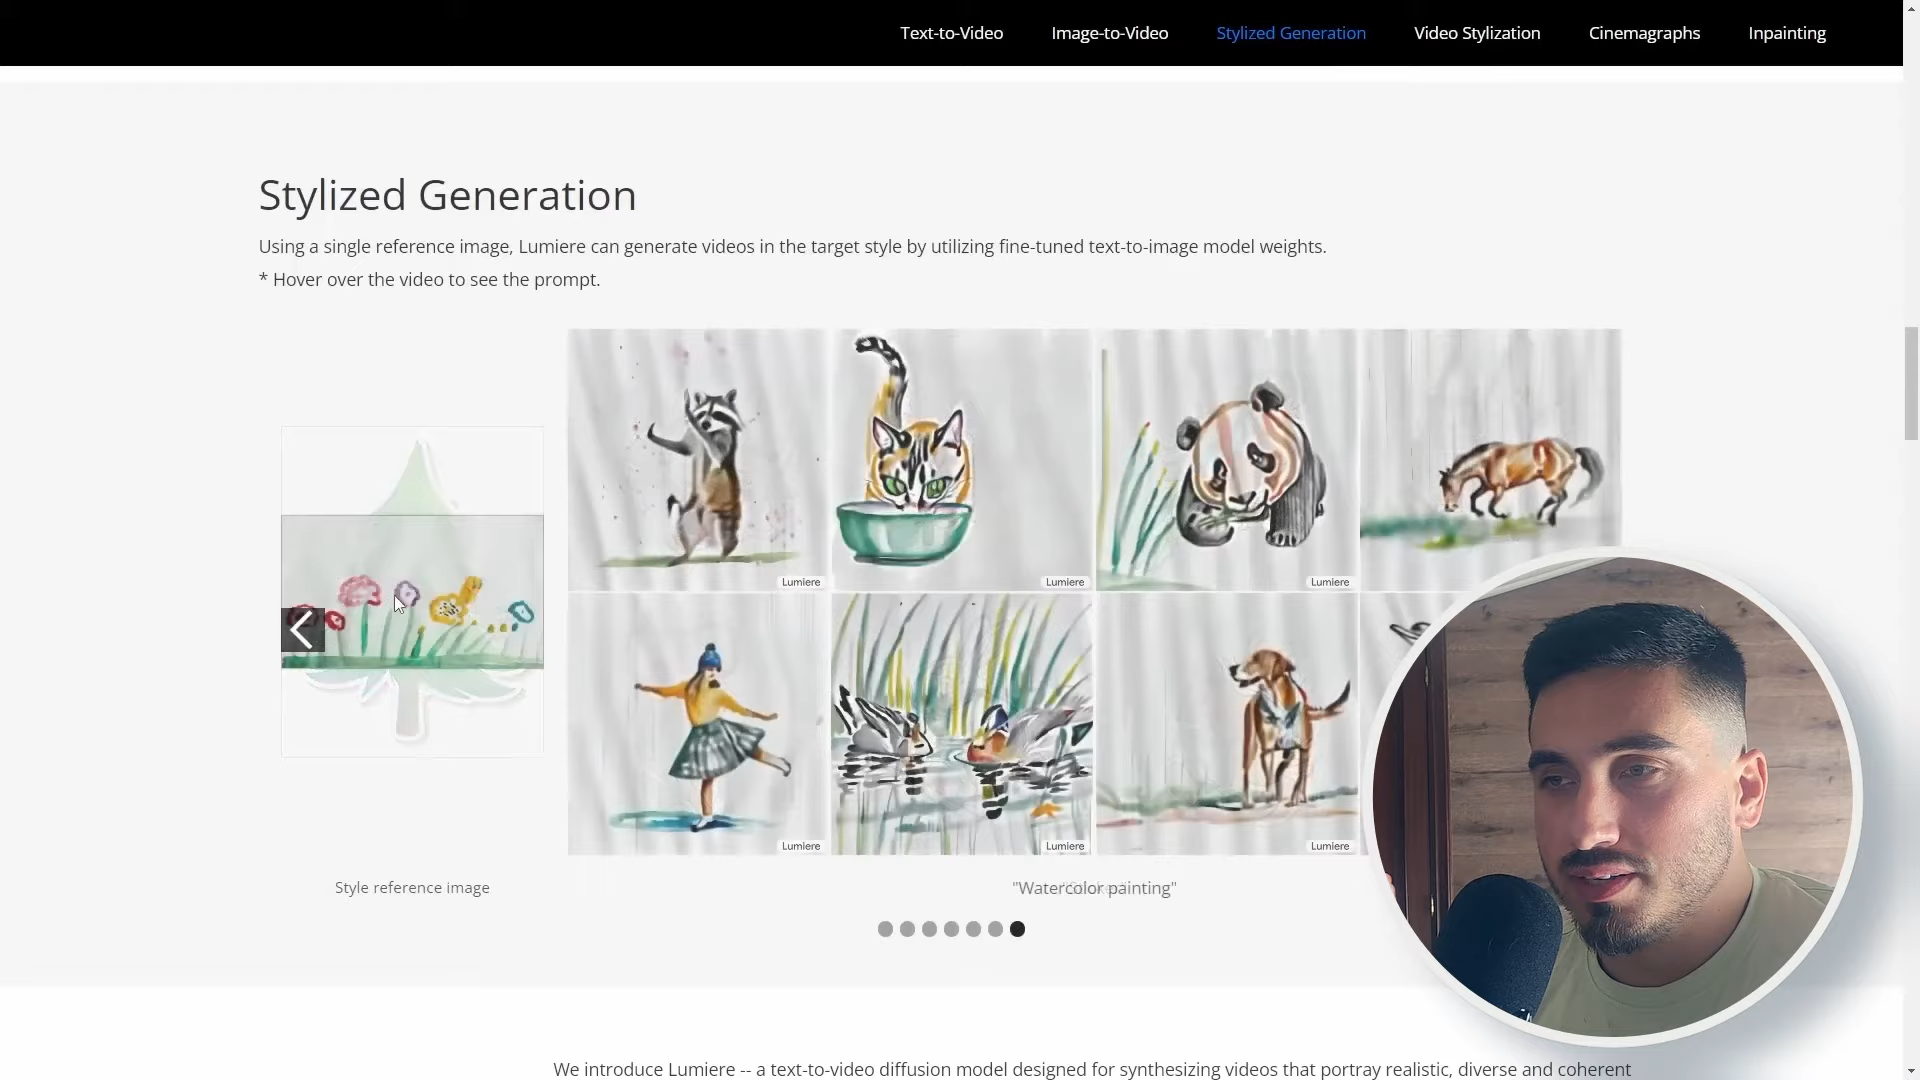 Text-to-Video Image-to-Video Stylized Generation Video Stylization Cinemagraphs Inpainting
Stylized Generation
Using a single reference image, Lumiere can generate videos in the target style by utilizing fine-tuned text-to-image model weights.
* Hover over the video to see the prompt.
Lumiere Lumiere Lumiere
Lumiere Lumiere Lumiere
Style reference image "Watercolor painting"
We introduce Lumiere -- a text-to-video diffusion model designed for synthesizing videos that portray realistic, diverse and coherent